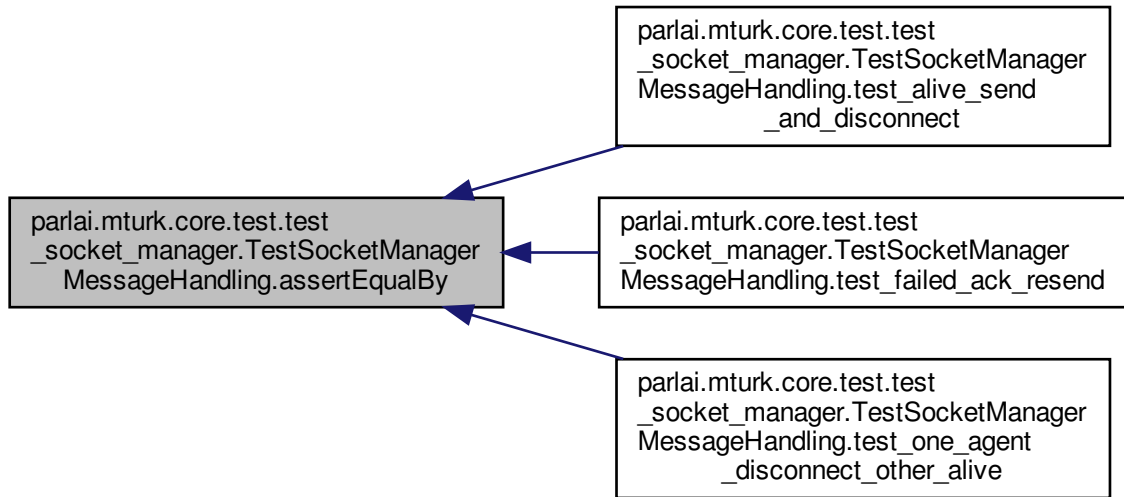 parlai.mturk.core.test.test
_socket_manager.TestSocketManager
MessageHandling.assertEqualBy
parlai.mturk.core.test.test
_socket_manager.TestSocketManager
MessageHandling.test_alive_send
_and_disconnect
parlai.mturk.core.test.test
_socket_manager.TestSocketManager
MessageHandling.test_failed_ack_resend
parlai.mturk.core.test.test
_socket_manager.TestSocketManager
MessageHandling.test_one_agent
_disconnect_other_alive